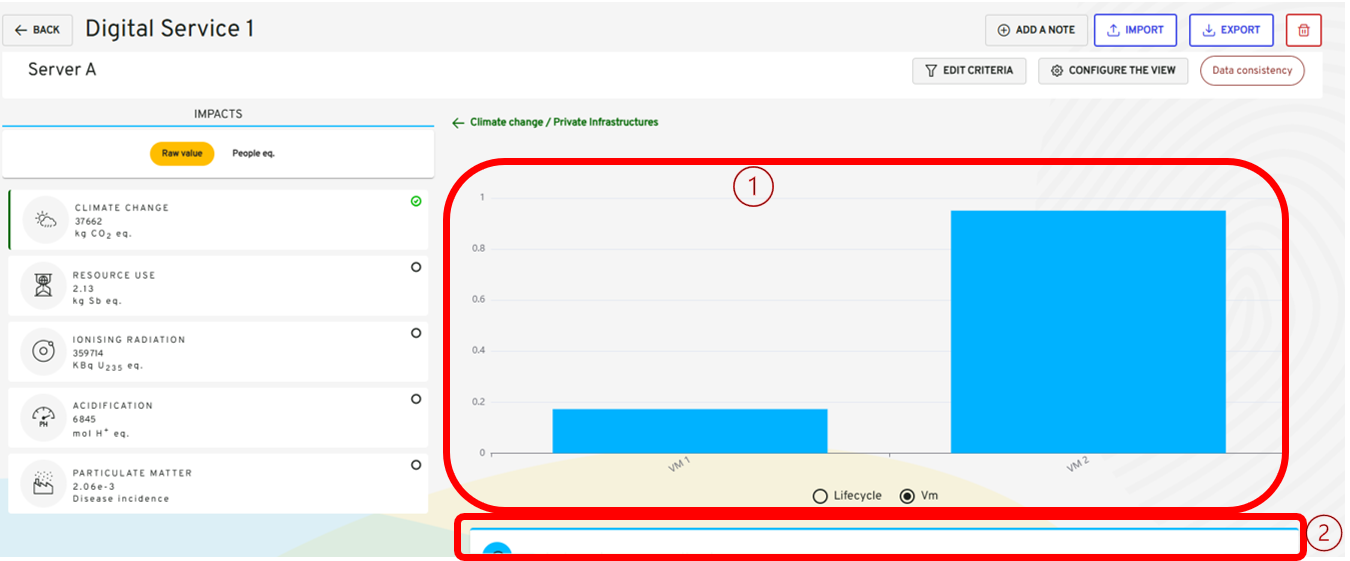 BACK
Digital Service 1
ADD A NOTE
IMPORT
EXPORT
Server A
EDIT CRITERIA
CONFIGURE THE VIEW
Data consistency
IMPACTS
Raw value
People eq.
CLIMATE CHANGE
37662
kg CO2 eq.
RESOURCE USE
2.13
kg Sb eq.
IONISING RADIATION
359714
KBq U235 eq.
PH
ACIDIFICATION
6845
mol H+ eq.
PARTICULATE MATTER
2.06e-3
Disease incidence
Climate change / Private Infrastructures
1
1
0.8
0.6
0.4
0.2
0
VM 1
VM 2
Lifecycle
Vm
2